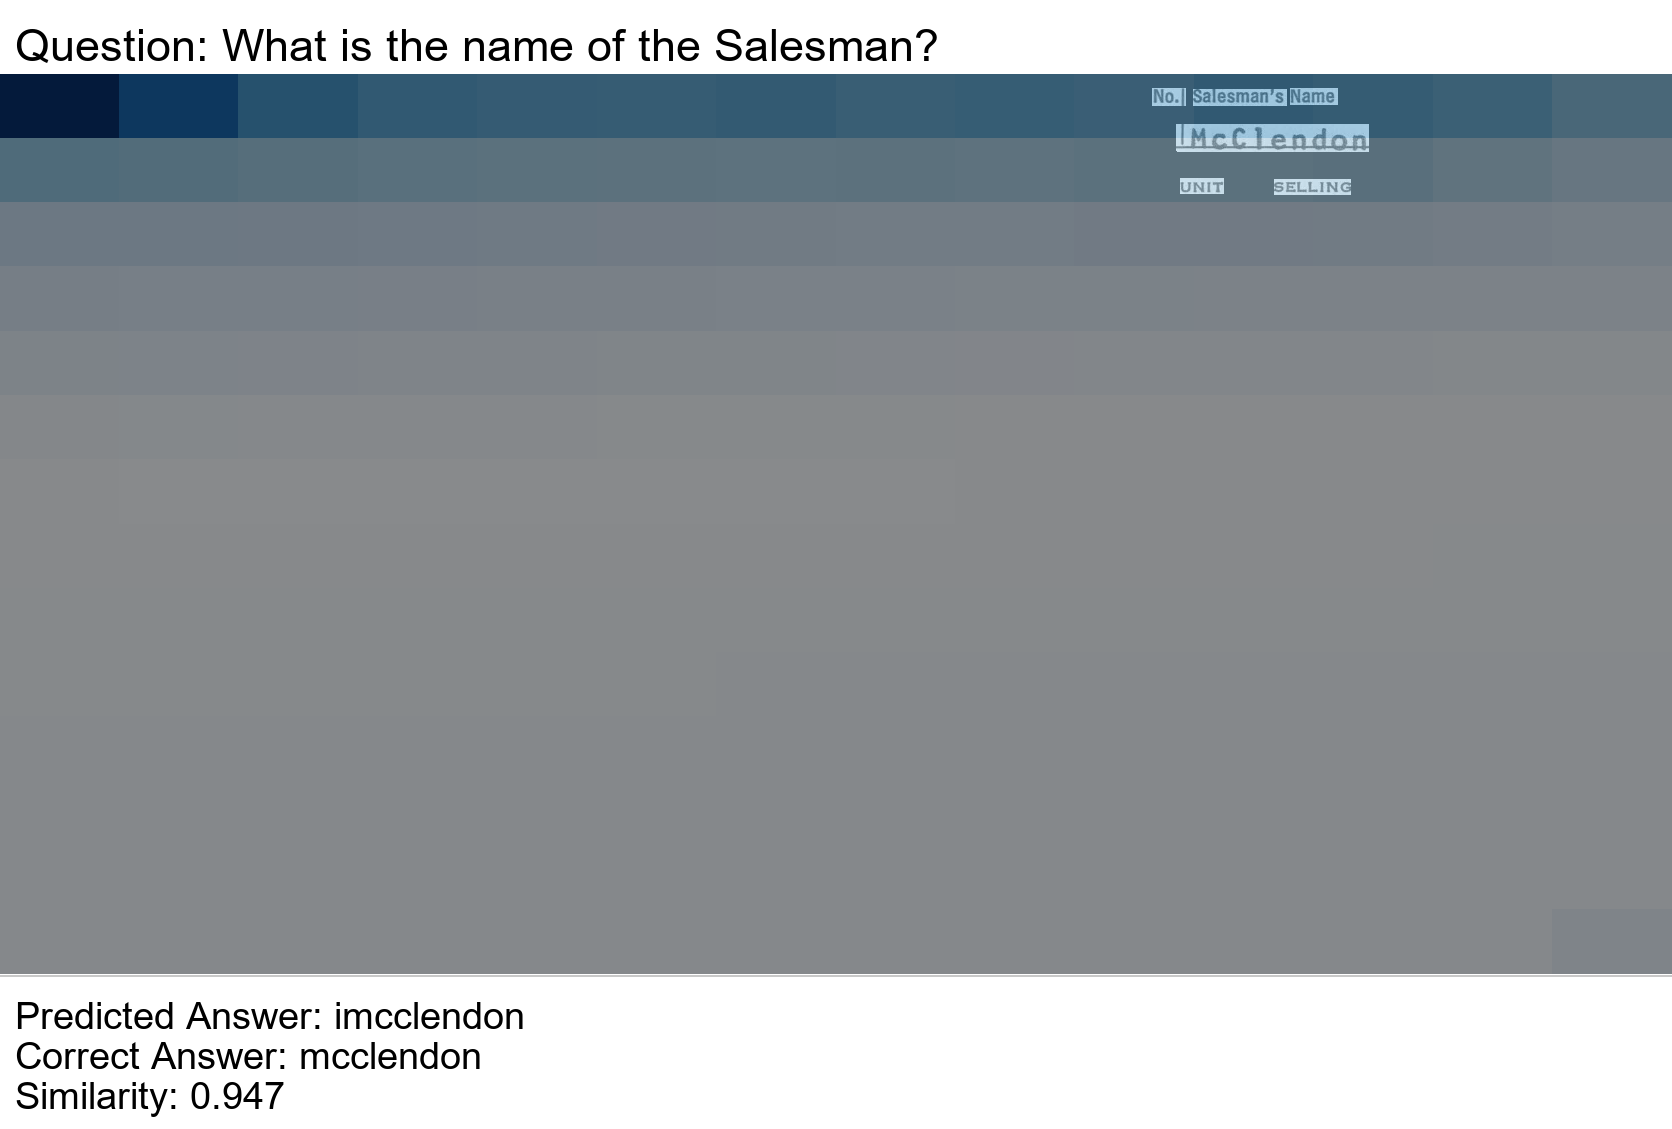 Question: What is the name of the Salesman?
No.| Salesman's Name
|McClendon
UNIT SELLING
Predicted Answer: imcclendon
Correct Answer: mcclendon
Similarity: 0.947